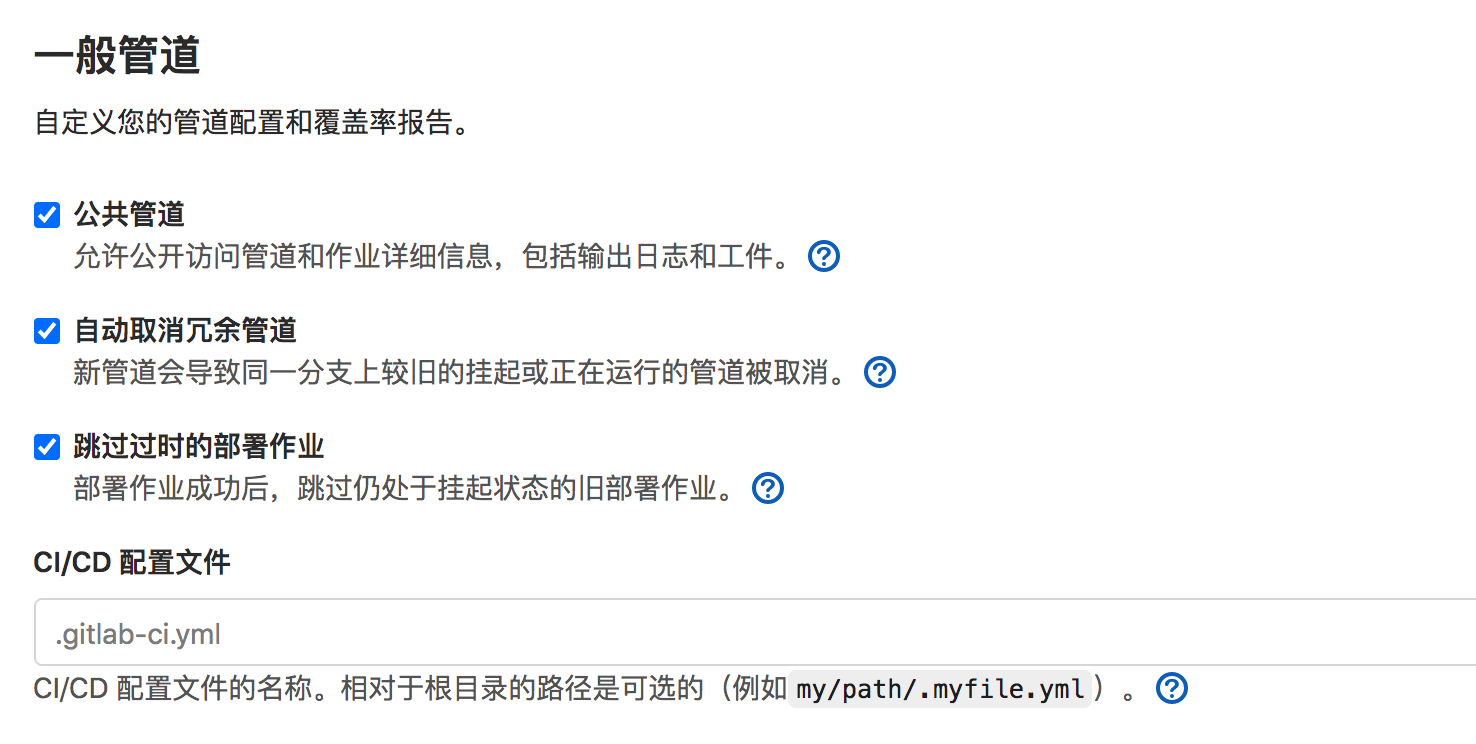 一般管道
自定义您的管道配置和覆盖率报告。
公共管道
允许公开访问管道和作业详细信息，包括输出日志和工件。
自动取消冗余管道
新管道会导致同一分支上较旧的挂起或正在运行的管道被取消。
跳过过时的部署作业
部署作业成功后，跳过仍处于挂起状态的旧部署作业。
CI/CD 配置文件
.gitlab-ci.yml
CI/CD 配置文件的名称。相对于根目录的路径是可选的（例如 my/path/.myfile.yml ）。